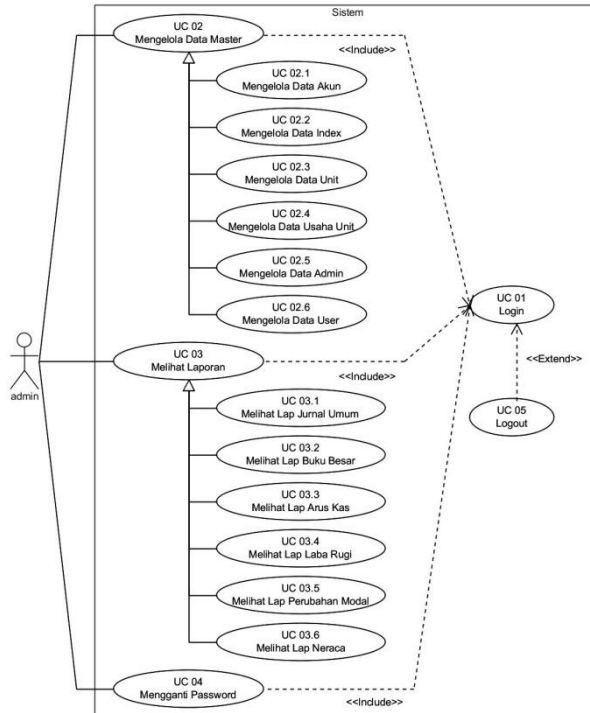 Sistem
UC 02
Mengelola Data Master
<<Include>>
UC 02.1
Mengelola Data Akun
UC 02.2
Mengelola Data Index
UC 02.3
Mengelola Data Unit
UC 02.4
Mengelola Data Usaha Unit
UC 02.5
Mengelola Data Admin
UC 02.6
Mengelola Data User
UC 01
Login
admin
UC 03
Melihat Laporan
<<Include>>
<<Extend>>
UC 03.1
Melihat Lap Jurnal Umum
UC 05
Logout
UC 03.2
Melihat Lap Buku Besar
UC 03.3
Melihat Lap Arus Kas
UC 03.4
Melihat Lap Laba Rugi
UC 03.5
Melihat Lap Perubahan Modal
UC 03.6
Melihat Lap Neraca
UC 04
Mengganti Password
<<Include>>